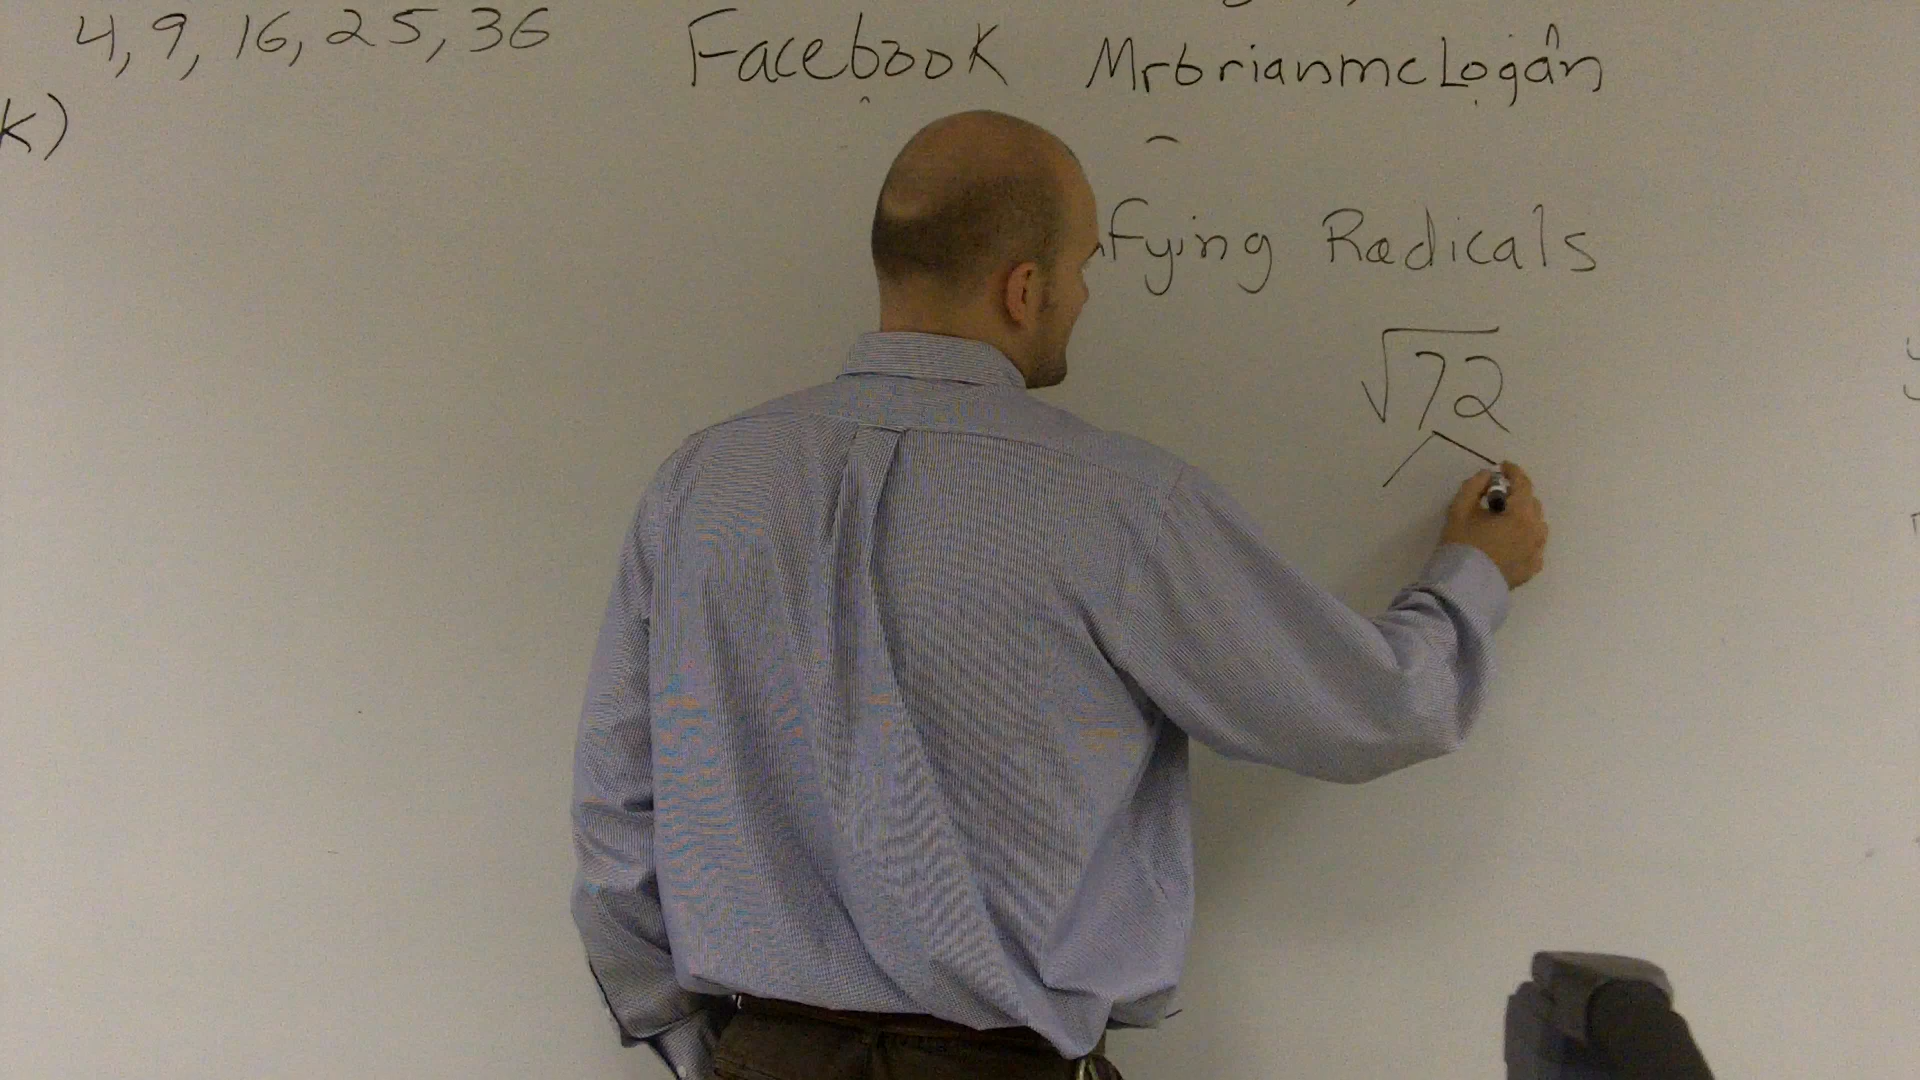 4, 9, 16, 25, 36
k)
Facebook MrbrianmcLogan
fying Radicals
√72